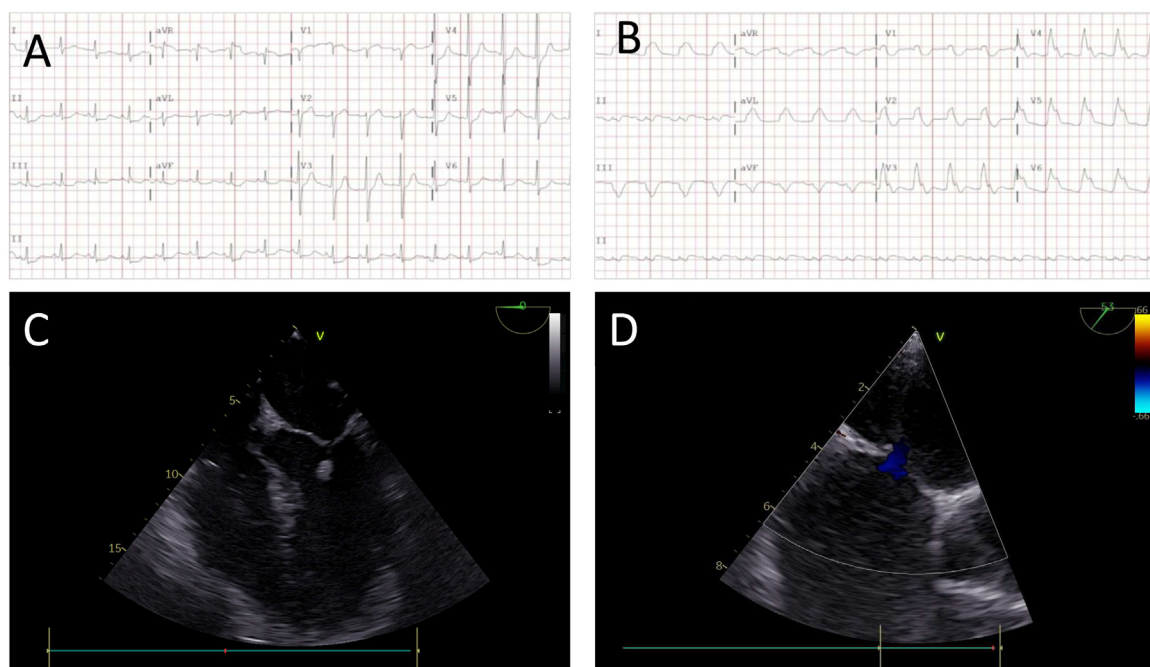 A
I aVR V1 V4
II aVL V2 V5
III aVF V3 V6
II
B
I aVR V1 V4
II aVL V2 V5
III aVF V3 V6
II
C
0
V
5
10
15
D
53
V
.66
-.66
2
4
6
8